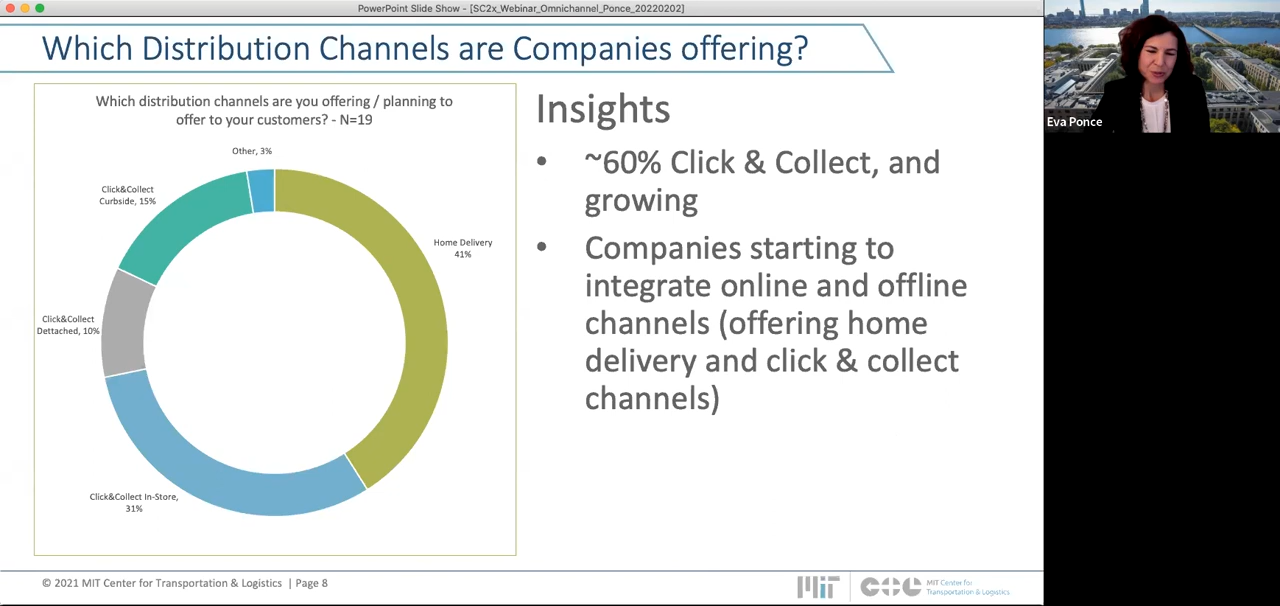 PowerPoint Slide Show - [SC2x_Webinar_Omnichannel_Ponce_20220202]
Which Distribution Channels are Companies offering?
Which distribution channels are you offering / planning to
offer to your customers? - N=19
Other, 3%
Click&Collect
Curbside, 15%
Home Delivery
41%
Click&Collect
Dettached, 10%
Click&Collect In-Store,
31%
Insights
• ~60% Click & Collect, and
growing
• Companies starting to
integrate online and offline
channels (offering home
delivery and click & collect
channels)
Eva Ponce
© 2021 MIT Center for Transportation & Logistics | Page 8
MIT
CTL
MIT Center for
Transportation & Logistics